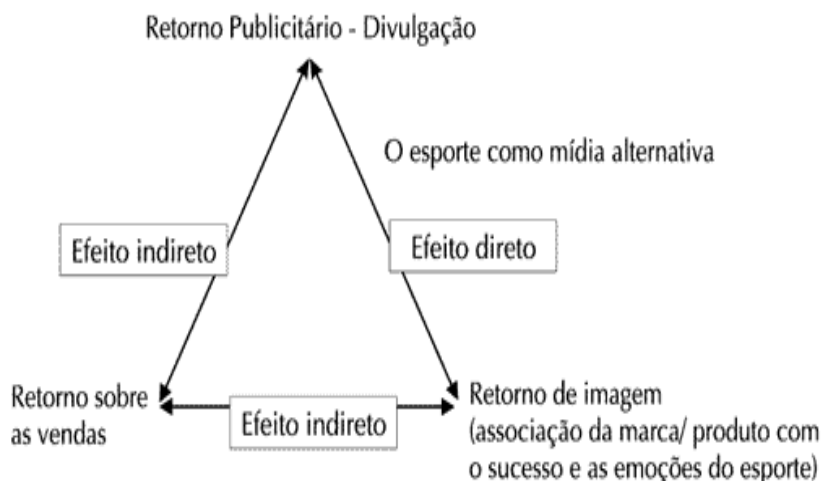 Retorno Publicitário - Divulgação
O esporte como mídia alternativa
Efeito indireto
Efeito direto
Retorno sobre
as vendas
Efeito indireto
Retorno de imagem
(associação da marca/ produto com
o sucesso e as emoções do esporte)